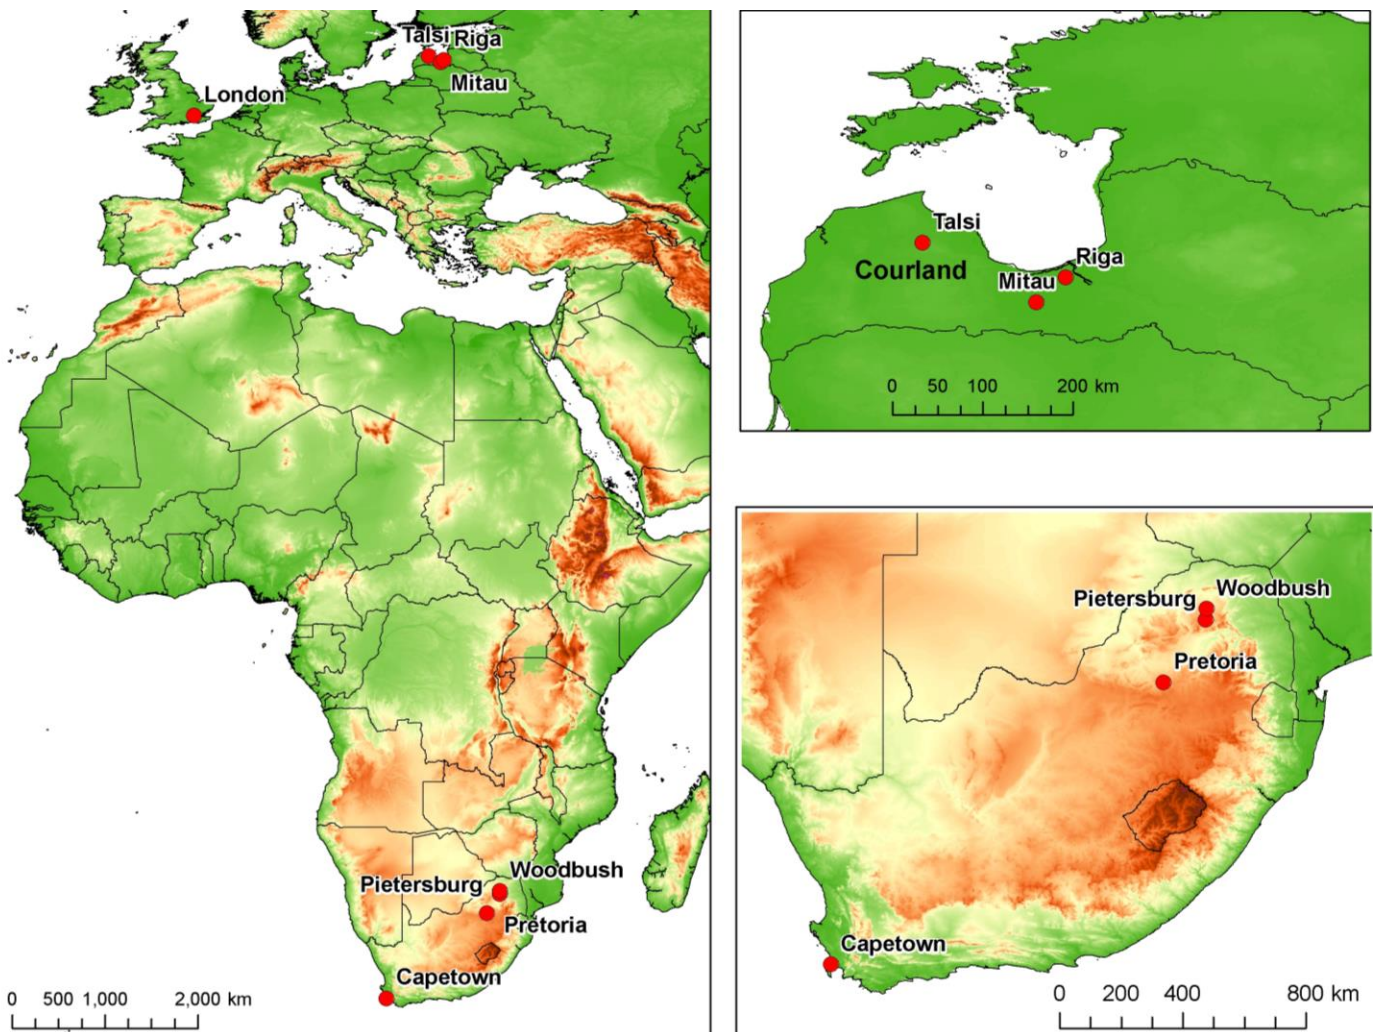 Talsi Riga
Mitau
London
Woodbush
Pietersburg
Pretoria
Capetown
0 500 1,000 2,000 km
Talsi
Courland
Riga
Mitau
0 50 100 200 km
Woodbush
Pietersburg
Pretoria
Capetown
0 200 400 800 km